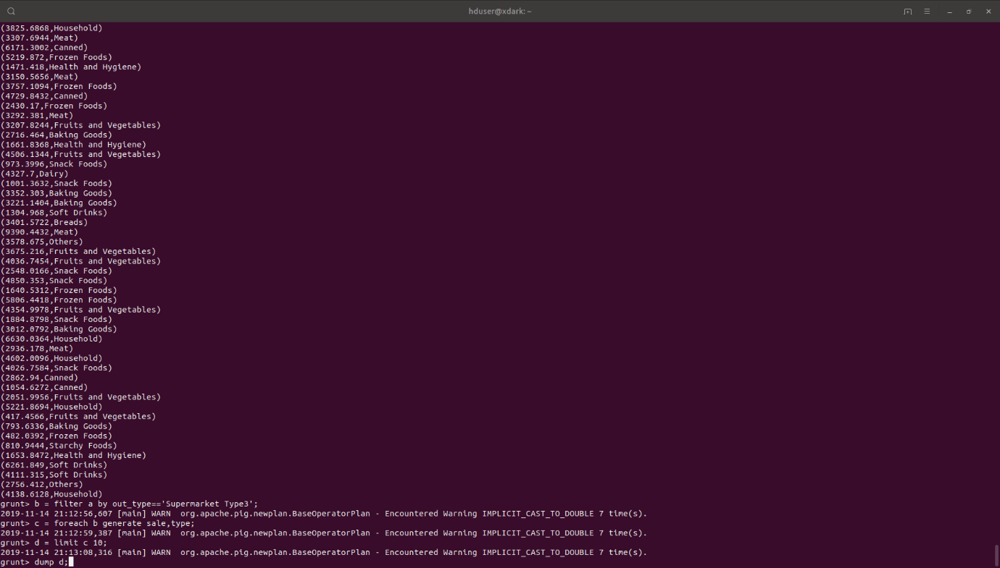 hduser@xdark: ~
(3825.6868,Household)
(3307.6944,Meat)
(6171.3002,Canned)
(5219.872,Frozen Foods)
(1471.418,Health and Hygiene)
(3150.5656,Meat)
(3757.1094,Frozen Foods)
(4729.8432,Canned)
(2430.17,Frozen Foods)
(3292.381,Meat)
(3207.8244,Fruits and Vegetables)
(2716.464,Baking Goods)
(1661.8368,Health and Hygiene)
(4506.1344,Fruits and Vegetables)
(973.3996,Snack Foods)
(4327.7,Dairy)
(1001.3632,Snack Foods)
(3352.303,Baking Goods)
(3221.1404,Baking Goods)
(1304.968,Soft Drinks)
(3401.5722,Breads)
(9390.4432,Meat)
(3578.675,Others)
(3675.216,Fruits and Vegetables)
(4036.7454,Fruits and Vegetables)
(2548.0166,Snack Foods)
(4850.353,Snack Foods)
(1640.5312,Frozen Foods)
(5806.4418,Frozen Foods)
(4354.9978,Fruits and Vegetables)
(1884.8798,Snack Foods)
(3012.0792,Baking Goods)
(6630.0364,Household)
(2936.178,Meat)
(4602.0096,Household)
(4026.7584,Snack Foods)
(2862.94,Canned)
(1054.6272,Canned)
(2051.9956,Fruits and Vegetables)
(5221.8694,Household)
(417.4566,Fruits and Vegetables)
(793.6336,Baking Goods)
(482.0392,Frozen Foods)
(810.9444,Starchy Foods)
(1653.8472,Health and Hygiene)
(6261.849,Soft Drinks)
(4111.315,Soft Drinks)
(2756.412,Others)
(4138.6128,Household)
grunt> b = filter a by out_type=='Supermarket Type3';
2019-11-14 21:12:56,607 [main] WARN  org.apache.pig.newplan.BaseOperatorPlan - Encountered Warning IMPLICIT_CAST_TO_DOUBLE 7 time(s).
grunt> c = foreach b generate sale,type;
2019-11-14 21:12:59,387 [main] WARN  org.apache.pig.newplan.BaseOperatorPlan - Encountered Warning IMPLICIT_CAST_TO_DOUBLE 7 time(s).
grunt> d = limit c 10;
2019-11-14 21:13:08,316 [main] WARN  org.apache.pig.newplan.BaseOperatorPlan - Encountered Warning IMPLICIT_CAST_TO_DOUBLE 7 time(s).
grunt> dump d;